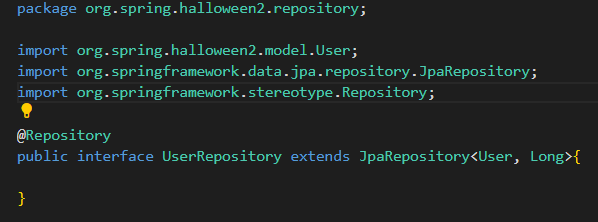 package org.spring.halloween2.repository;
import org.spring.halloween2.model.User;
import org.springframework.data.jpa.repository.JpaRepository;
import org.springframework.stereotype.Repository;
@Repository
public interface UserRepository extends JpaRepository<User, Long>{
}